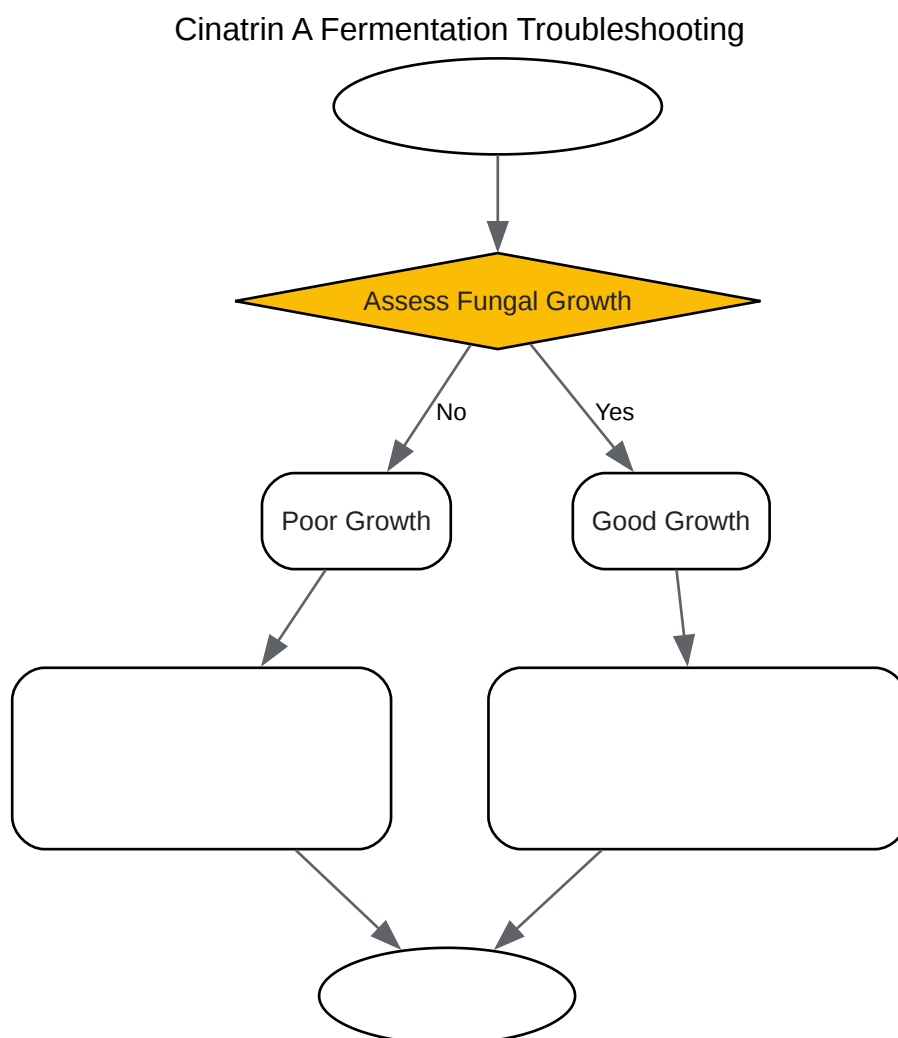 Cinatrin A Fermentation Troubleshooting
Assess Fungal Growth
No
Yes
Poor Growth
Good Growth